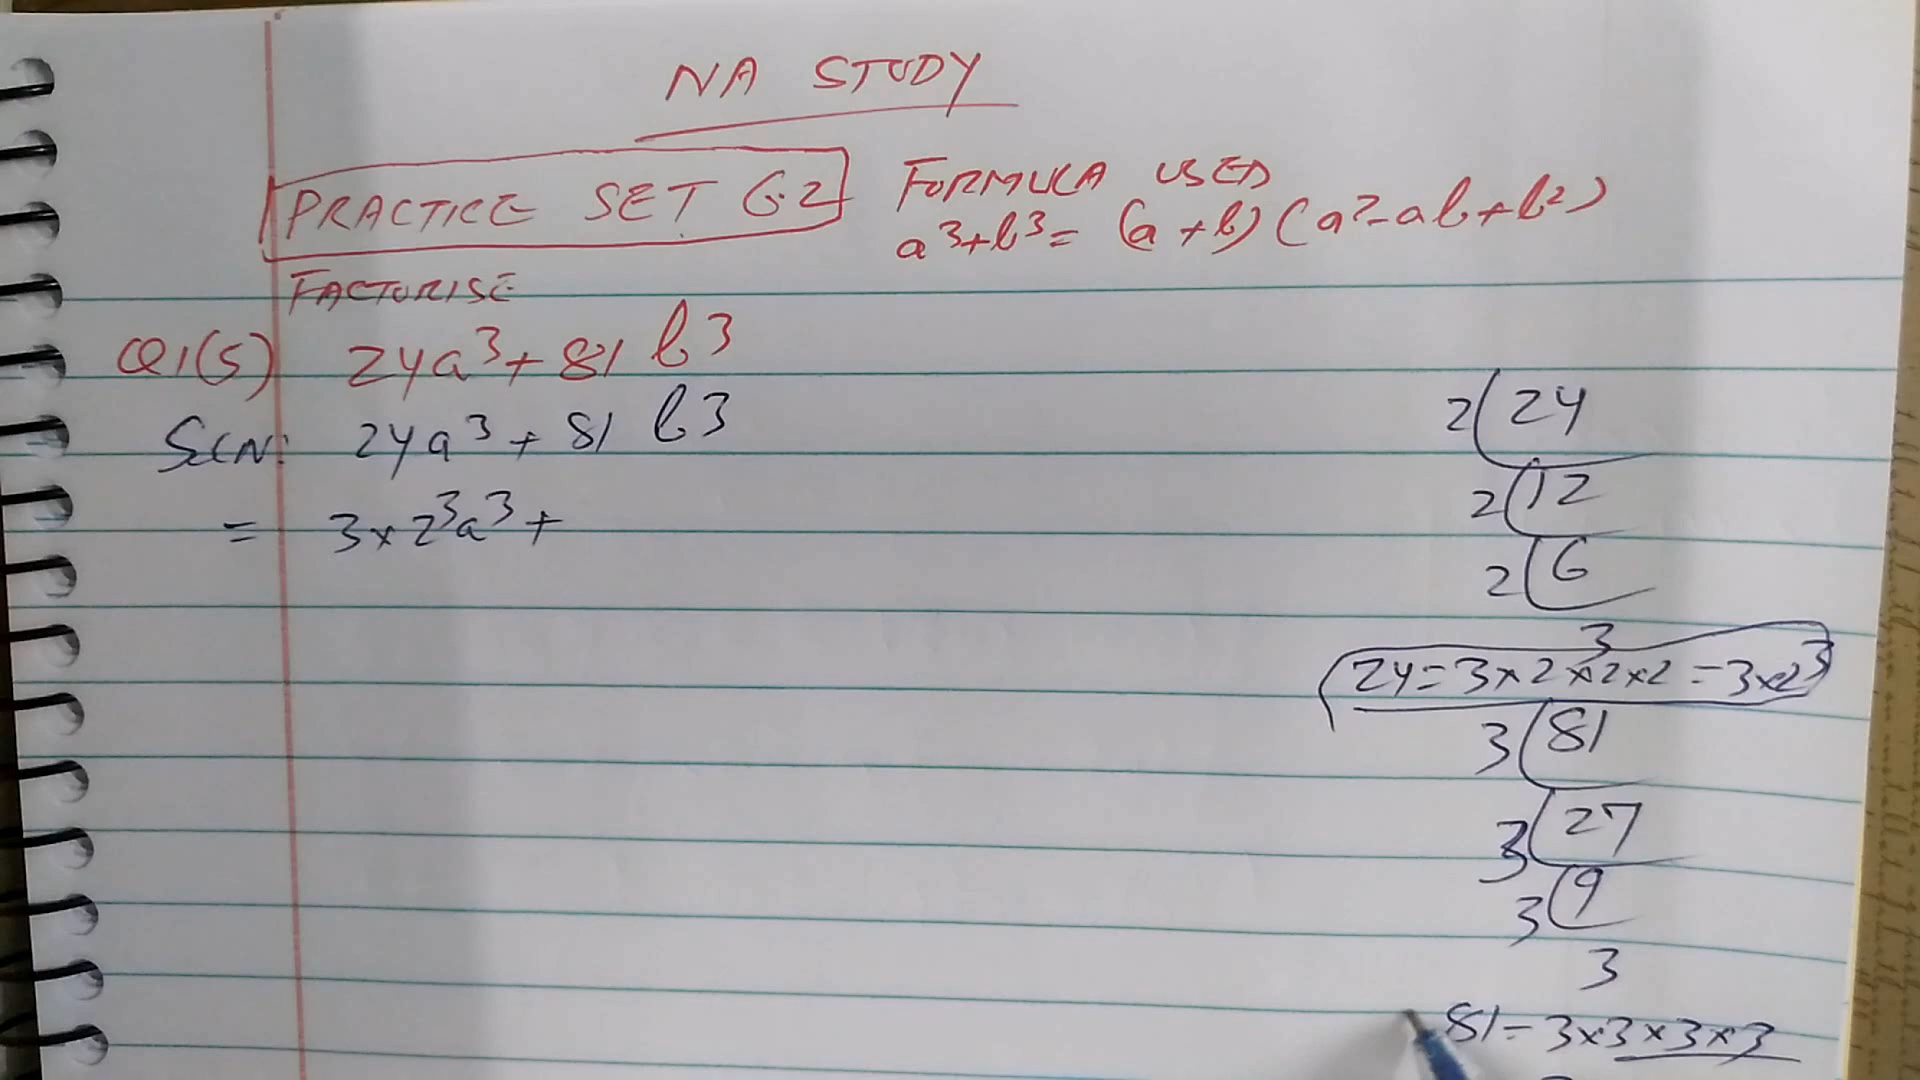 NA STUDY
PRACTICE SET 6.2
FORMULA USED
a³+b³= (a+b)(a²-ab+b²)
FACTORISE
Q1(5) 24a³+81b³
SOLN: 24a³+81b³
= 3×2³a³+
2 24
2 12
2 6
3
24=3×2×2×2=3×2³
3 81
3 27
3 9
3
81=3×3×3×3